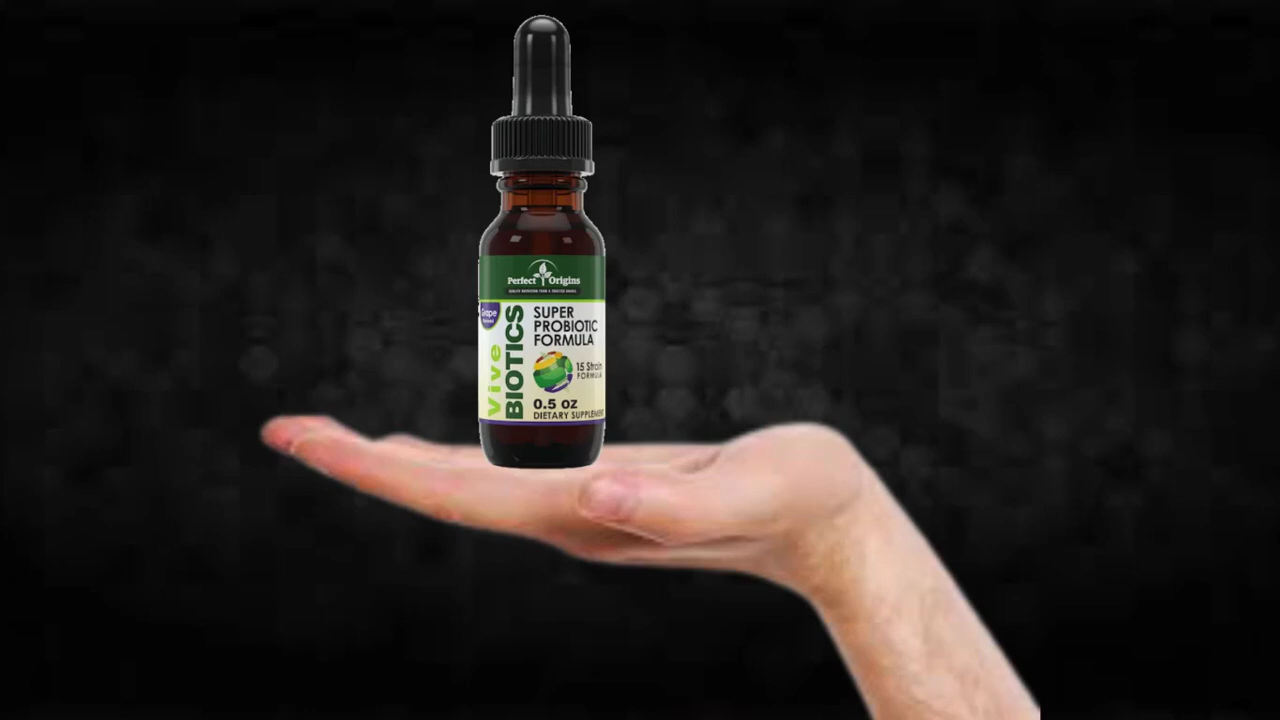 Perfect Origins
Grape
Vive
BIOTICS
SUPER
PROBIOTIC
FORMULA
15 Strain
FORMULA
0.5 oz
DIETARY SUPPLEMENT